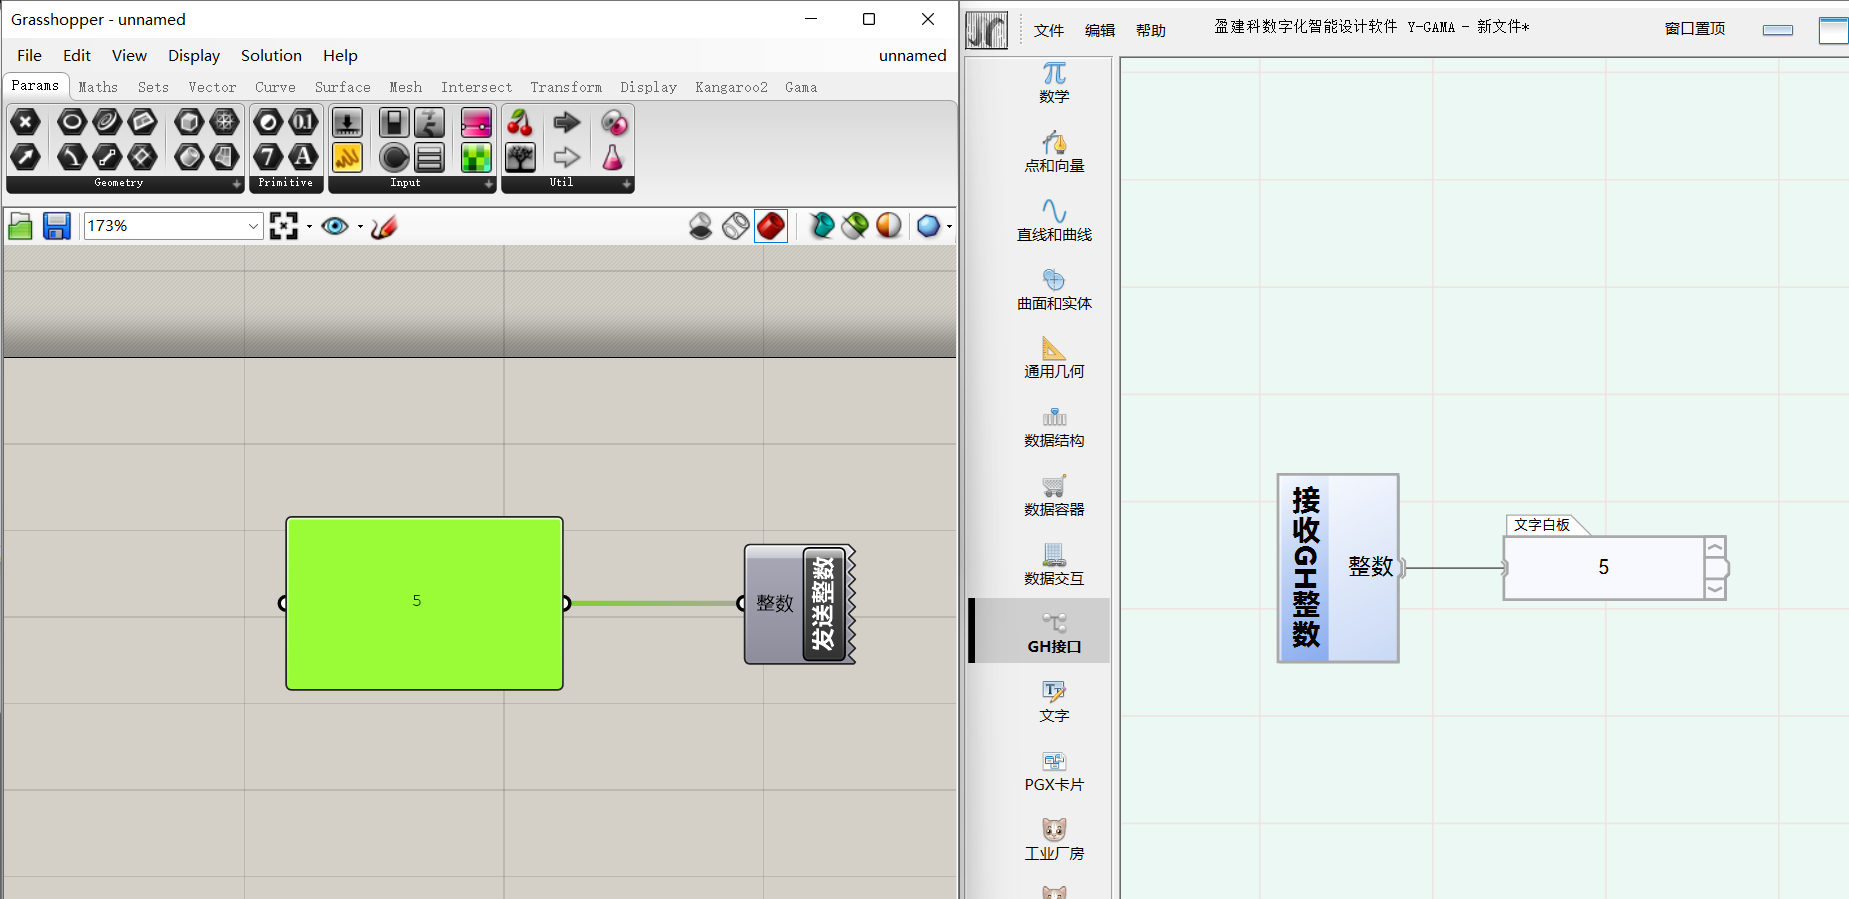 Grasshopper - unnamed
File Edit View Display Solution Help unnamed
Params Maths Sets Vector Curve Surface Mesh Intersect Transform Display Kangaroo2 Gama
0.1
7 A
Geometry Primitive Input Util
173%
5
整数
发送整数
文件 编辑 帮助
盈建科数字化智能设计软件 Y-GAMA - 新文件*
窗口置顶
数学
点和向量
直线和曲线
曲面和实体
通用几何
数据结构
数据容器
数据交互
GH接口
文字
PGX卡片
工业厂房
接收GH整数
整数
文字白板
5